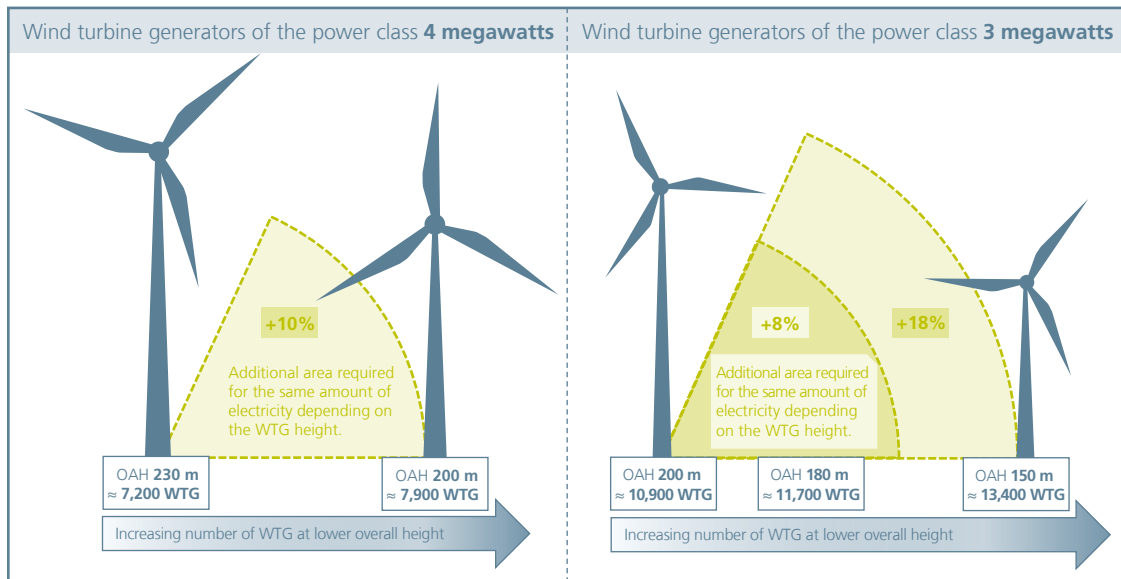 Wind turbine generators of the power class 4 megawatts
+10%
Additional area required
for the same amount of
electricity depending on
the WTG height.
OAH 230 m
≈ 7,200 WTG
OAH 200 m
≈ 7,900 WTG
Increasing number of WTG at lower overall height
Wind turbine generators of the power class 3 megawatts
+8%
+18%
Additional area required
for the same amount of
electricity depending
on the WTG height.
OAH 200 m
≈ 10,900 WTG
OAH 180 m
≈ 11,700 WTG
OAH 150 m
≈ 13,400 WTG
Increasing number of WTG at lower overall height